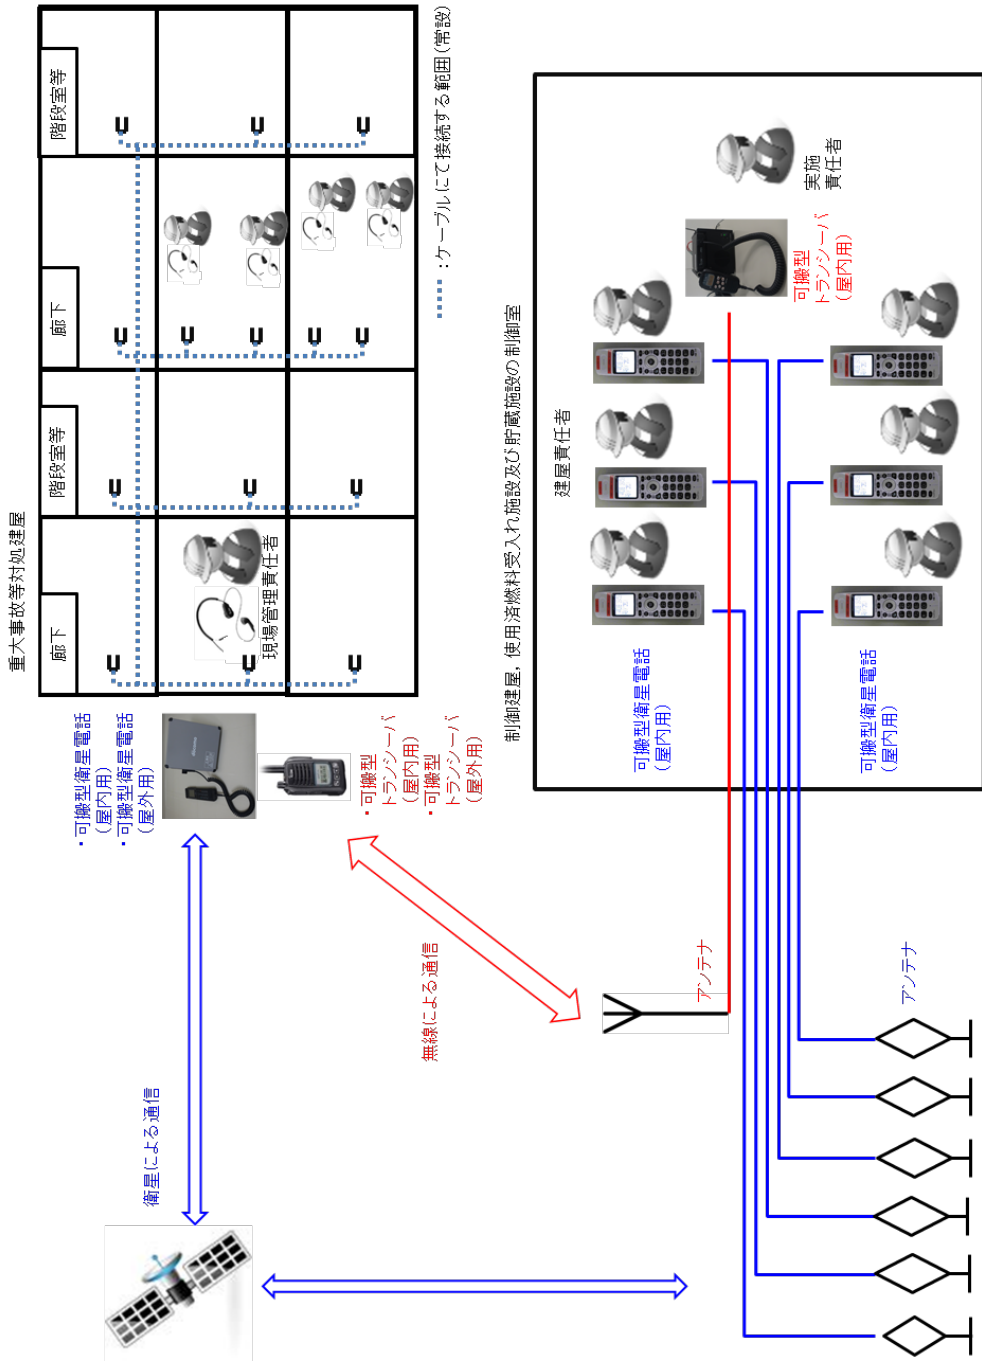 重大事故等対処建屋
廊下
階段室等
廊下
階段室等
現場管理責任者
:ケーブルにて接続する範囲(常設)
・可搬型衛星電話
（屋内用）
・可搬型衛星電話
（屋外用）
・可搬型
トランシーバ
（屋内用）
・可搬型
トランシーバ
（屋外用）
衛星による通信
無線による通信
アンテナ
アンテナ
制御建屋，使用済燃料受入れ施設及び貯蔵施設の制御室
建屋責任者
可搬型衛星電話
（屋内用）
可搬型衛星電話
（屋内用）
可搬型
トランシーバ
（屋内用）
実施
責任者